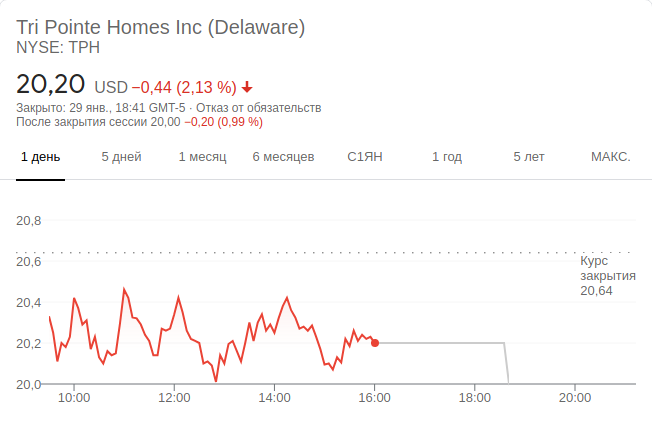 Tri Pointe Homes Inc (Delaware)
NYSE: TPH
20,20 USD −0,44 (2,13 %)
Закрыто: 29 янв., 18:41 GMT-5 · Отказ от обязательств
После закрытия сессии 20,00 −0,20 (0,99 %)
1 день 5 дней 1 месяц 6 месяцев С1ЯН 1 год 5 лет МАКС.
20,8
20,6
Курс
закрытия
20,64
20,4
20,2
20,0
10:00 12:00 14:00 16:00 18:00 20:00